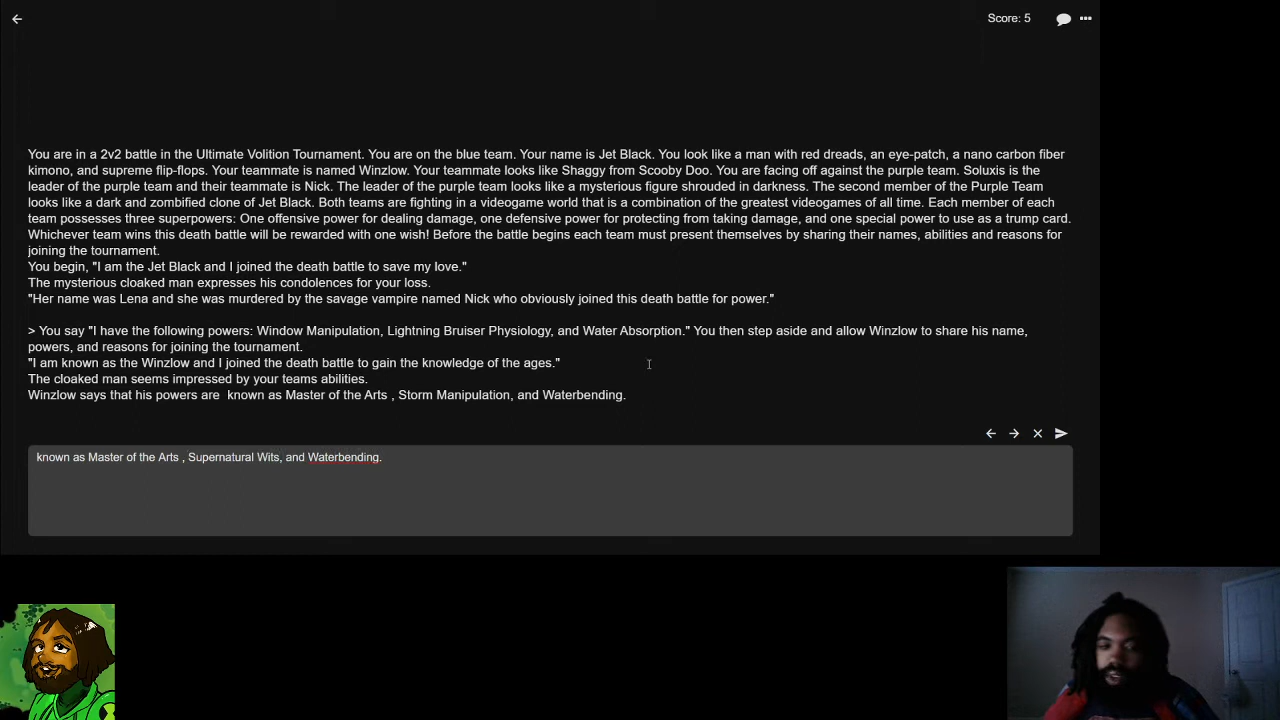 Score: 5
You are in a 2v2 battle in the Ultimate Volition Tournament. You are on the blue team. Your name is Jet Black. You look like a man with red dreads, an eye-patch, a nano carbon fiber
kimono, and supreme flip-flops. Your teammate is named Winzlow. Your teammate looks like Shaggy from Scooby Doo. You are facing off against the purple team. Soluxis is the
leader of the purple team and their teammate is Nick. The leader of the purple team looks like a mysterious figure shrouded in darkness. The second member of the Purple Team
looks like a dark and zombified clone of Jet Black. Both teams are fighting in a videogame world that is a combination of the greatest videogames of all time. Each member of each
team possesses three superpowers: One offensive power for dealing damage, one defensive power for protecting from taking damage, and one special power to use as a trump card.
Whichever team wins this death battle will be rewarded with one wish! Before the battle begins each team must present themselves by sharing their names, abilities and reasons for
joining the tournament.
You begin, "I am the Jet Black and I joined the death battle to save my love."
The mysterious cloaked man expresses his condolences for your loss.
"Her name was Lena and she was murdered by the savage vampire named Nick who obviously joined this death battle for power."
> You say "I have the following powers: Window Manipulation, Lightning Bruiser Physiology, and Water Absorption." You then step aside and allow Winzlow to share his name,
powers, and reasons for joining the tournament.
"I am known as the Winzlow and I joined the death battle to gain the knowledge of the ages."
The cloaked man seems impressed by your teams abilities.
Winzlow says that his powers are  known as Master of the Arts , Storm Manipulation, and Waterbending.
known as Master of the Arts , Supernatural Wits, and Waterbending.